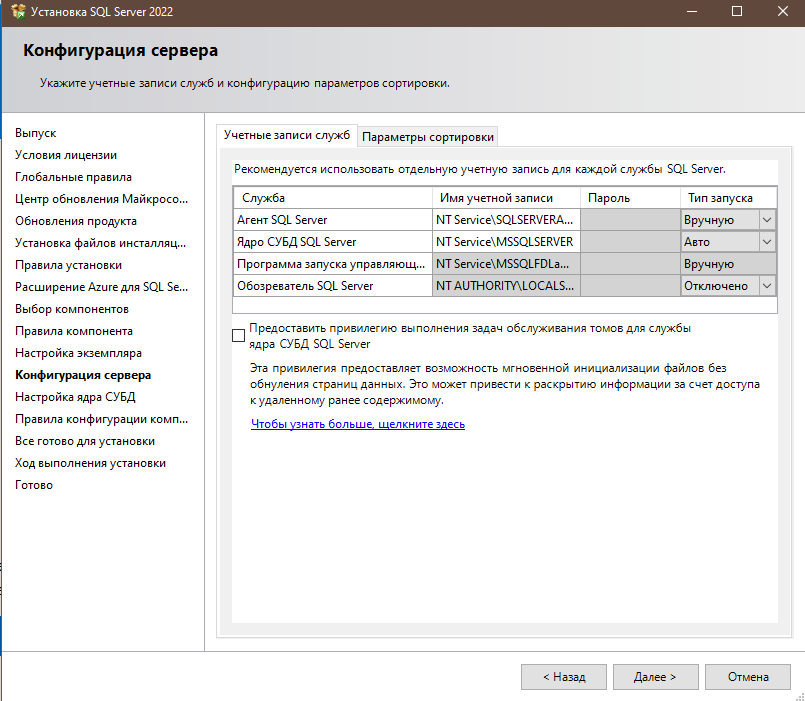 Установка SQL Server 2022
Конфигурация сервера
Укажите учетные записи служб и конфигурацию параметров сортировки.
Выпуск
Условия лицензии
Глобальные правила
Центр обновления Майкросо...
Обновления продукта
Установка файлов инсталляц...
Правила установки
Расширение Azure для SQL Se...
Выбор компонентов
Правила компонента
Настройка экземпляра
Конфигурация сервера
Настройка ядра СУБД
Правила конфигурации комп...
Все готово для установки
Ход выполнения установки
Готово
Учетные записи служб Параметры сортировки
Рекомендуется использовать отдельную учетную запись для каждой службы SQL Server.
Служба Имя учетной записи Пароль Тип запуска
Агент SQL Server NT Service\SQLSERVERA... Вручную
Ядро СУБД SQL Server NT Service\MSSQLSERVER Авто
Программа запуска управляющ... NT Service\MSSQLFDLa... Вручную
Обозреватель SQL Server NT AUTHORITY\LOCALS... Отключено
Предоставить привилегию выполнения задач обслуживания томов для службы
ядра СУБД SQL Server
Эта привилегия предоставляет возможность мгновенной инициализации файлов без
обнуления страниц данных. Это может привести к раскрытию информации за счет доступа
к удаленному ранее содержимому.
Чтобы узнать больше, щелкните здесь
< Назад Далее > Отмена